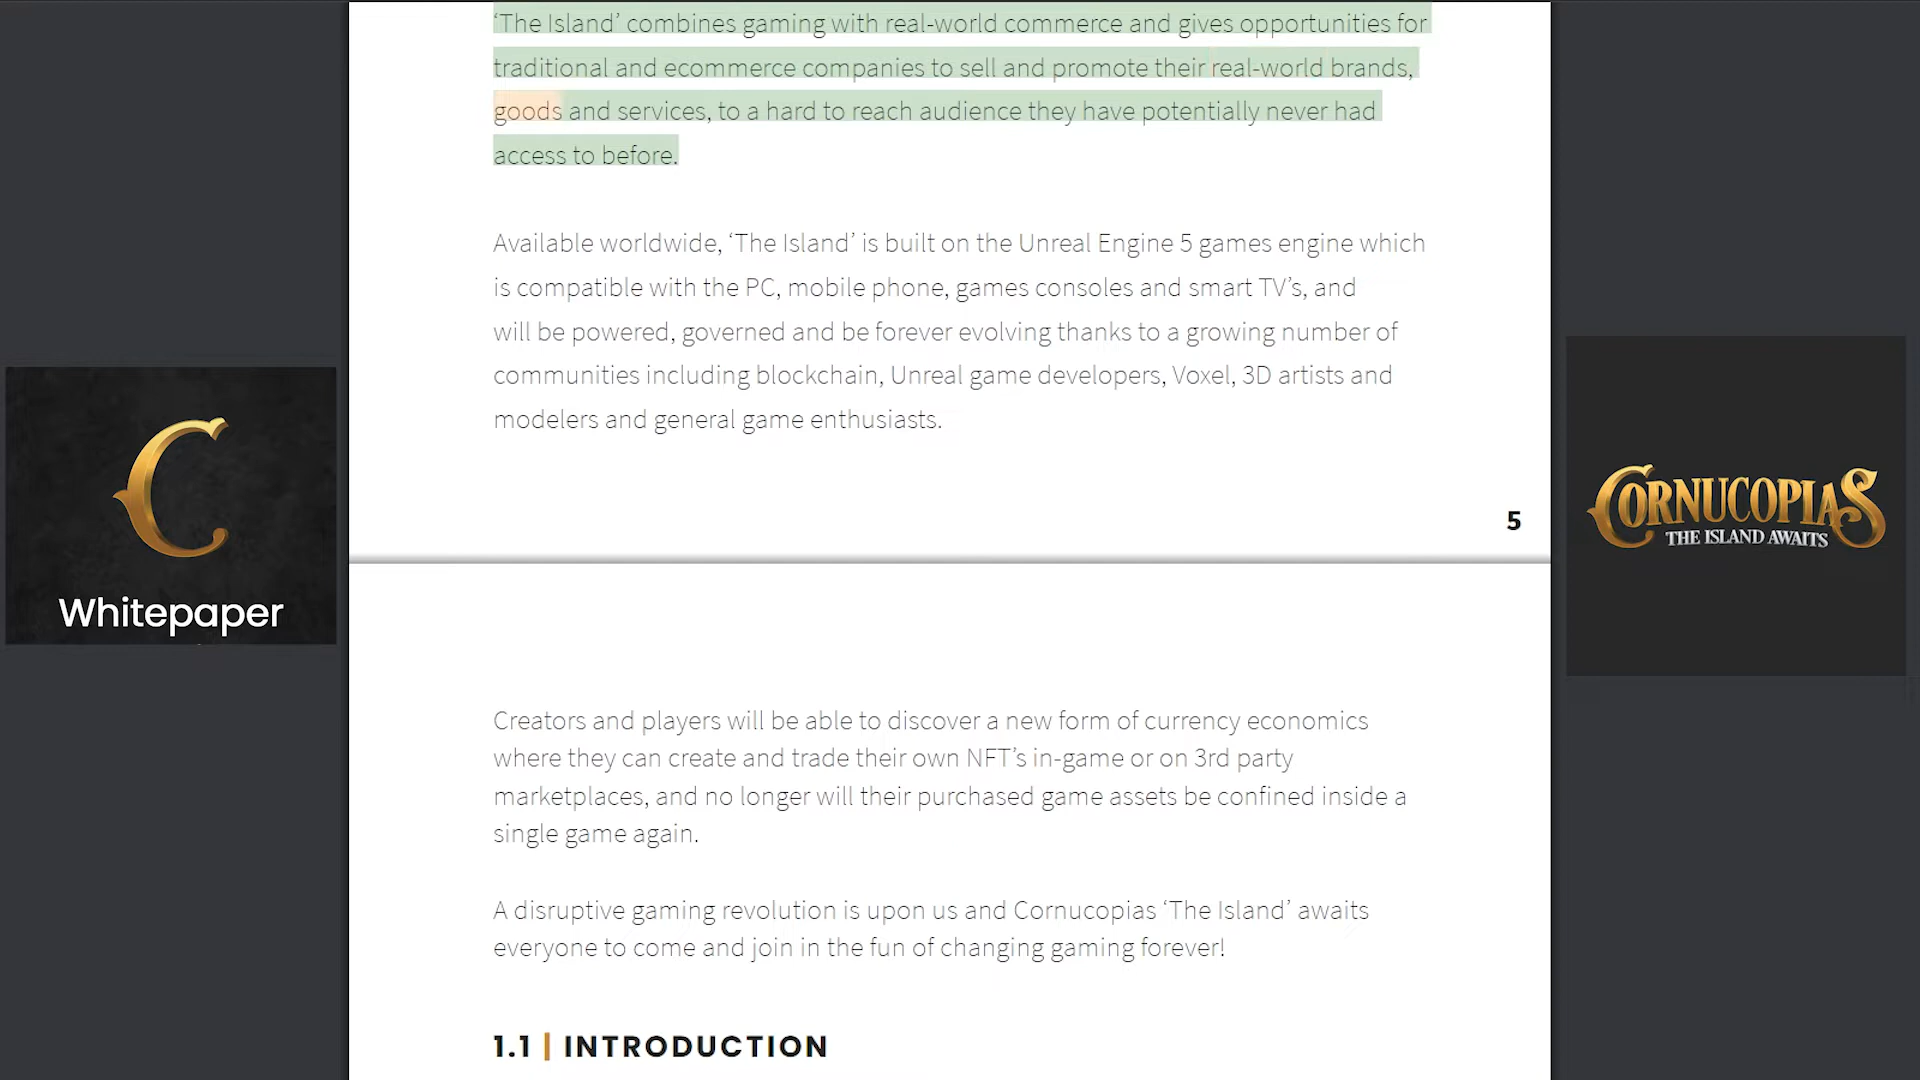 ‘The Island’ combines gaming with real-world commerce and gives opportunities for
traditional and ecommerce companies to sell and promote their real-world brands,
goods and services, to a hard to reach audience they have potentially never had
access to before.
Available worldwide, ‘The Island’ is built on the Unreal Engine 5 games engine which
is compatible with the PC, mobile phone, games consoles and smart TV’s, and
will be powered, governed and be forever evolving thanks to a growing number of
communities including blockchain, Unreal game developers, Voxel, 3D artists and
modelers and general game enthusiasts.
5
C
Whitepaper
CORNUCOPIAS
THE ISLAND AWAITS
Creators and players will be able to discover a new form of currency economics
where they can create and trade their own NFT’s in-game or on 3rd party
marketplaces, and no longer will their purchased game assets be confined inside a
single game again.
A disruptive gaming revolution is upon us and Cornucopias ‘The Island’ awaits
everyone to come and join in the fun of changing gaming forever!
1.1 | INTRODUCTION